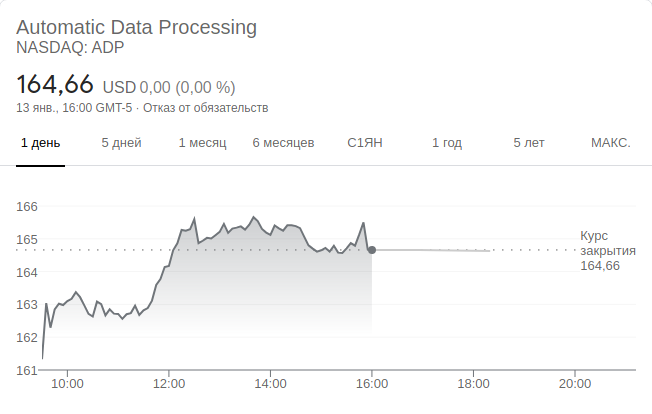 Automatic Data Processing
NASDAQ: ADP
164,66 USD 0,00 (0,00 %)
13 янв., 16:00 GMT-5 · Отказ от обязательств
1 день 5 дней 1 месяц 6 месяцев С1ЯН 1 год 5 лет МАКС.
166
165
164
163
162
161
Курс
закрытия
164,66
10:00 12:00 14:00 16:00 18:00 20:00